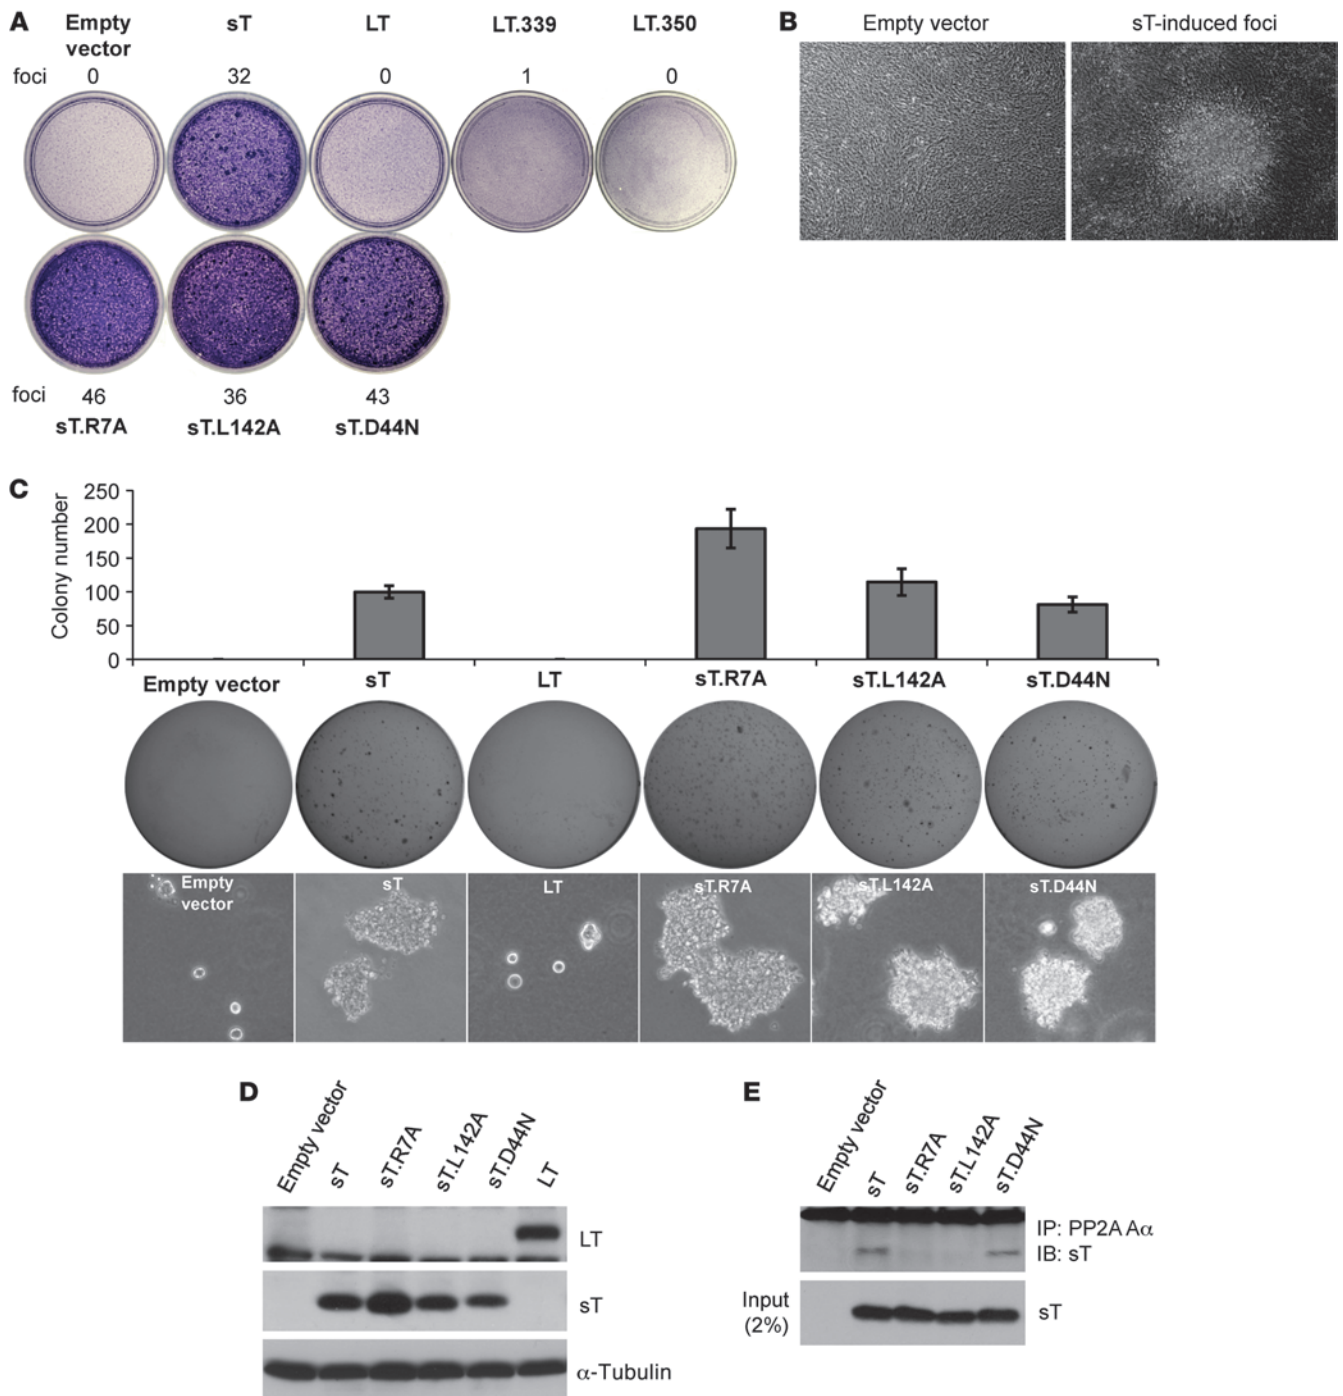 A
Empty vector
sT
LT
LT.339
LT.350
foci 0 32 0 1 0
foci 46 36 43
sT.R7A sT.L142A sT.D44N
B
Empty vector
sT-induced foci
C
Colony number
250
200
150
100
50
0
Empty vector sT LT sT.R7A sT.L142A sT.D44N
Empty vector
sT
LT
sT.R7A
sT.L142A
sT.D44N
D
Empty vector
sT
sT.R7A
sT.L142A
sT.D44N
LT
LT
sT
α-Tubulin
E
Empty vector
sT
sT.R7A
sT.L142A
sT.D44N
IP: PP2A Aα
IB: sT
Input
(2%)
sT